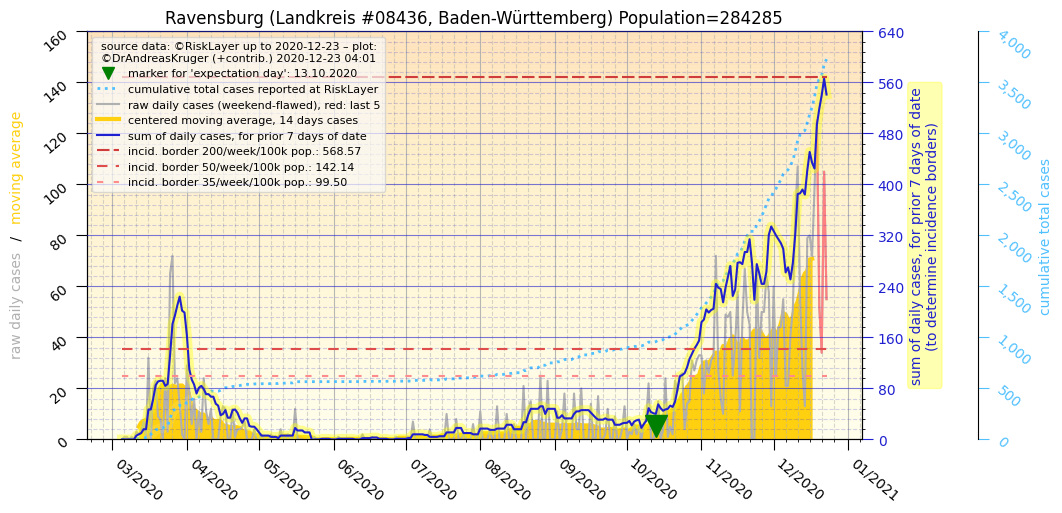 Ravensburg (Landkreis #08436, Baden-Württemberg) Population=284285
source data: ©RiskLayer up to 2020-12-23 – plot:
©DrAndreasKruger (+contrib.) 2020-12-23 04:01
marker for 'expectation day': 13.10.2020
cumulative total cases reported at RiskLayer
raw daily cases (weekend-flawed), red: last 5
centered moving average, 14 days cases
sum of daily cases, for prior 7 days of date
incid. border 200/week/100k pop.: 568.57
incid. border 50/week/100k pop.: 142.14
incid. border 35/week/100k pop.: 99.50
raw daily cases / moving average
160
140
120
100
80
60
40
20
0
640
560
480
400
320
240
160
80
0
sum of daily cases, for prior 7 days of date
(to determine incidence borders)
4,000
3,500
3,000
2,500
2,000
1,500
1,000
500
0
cumulative total cases
03/2020
04/2020
05/2020
06/2020
07/2020
08/2020
09/2020
10/2020
11/2020
12/2020
01/2021